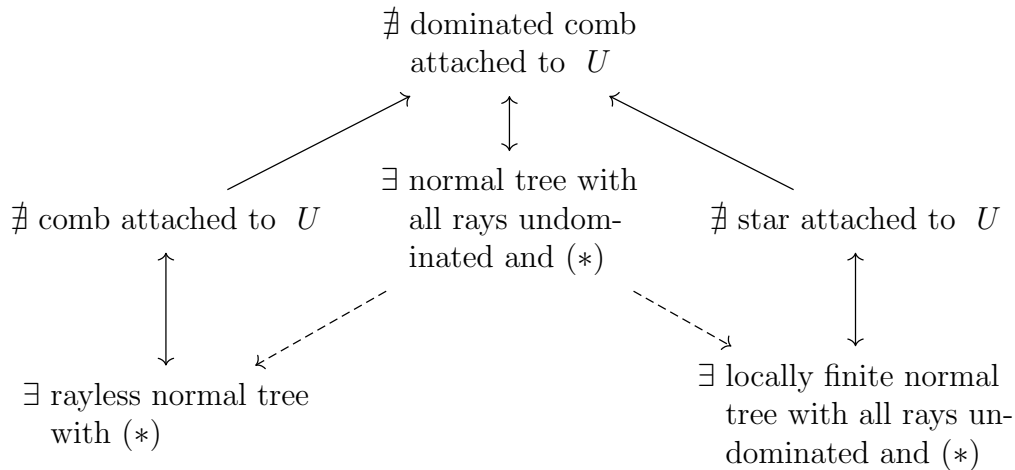 ∄ dominated comb
attached to U
∄ comb attached to U
∃ normal tree with
all rays undom-
inated and (∗)
∄ star attached to U
∃ rayless normal tree
with (∗)
∃ locally finite normal
tree with all rays un-
dominated and (∗)